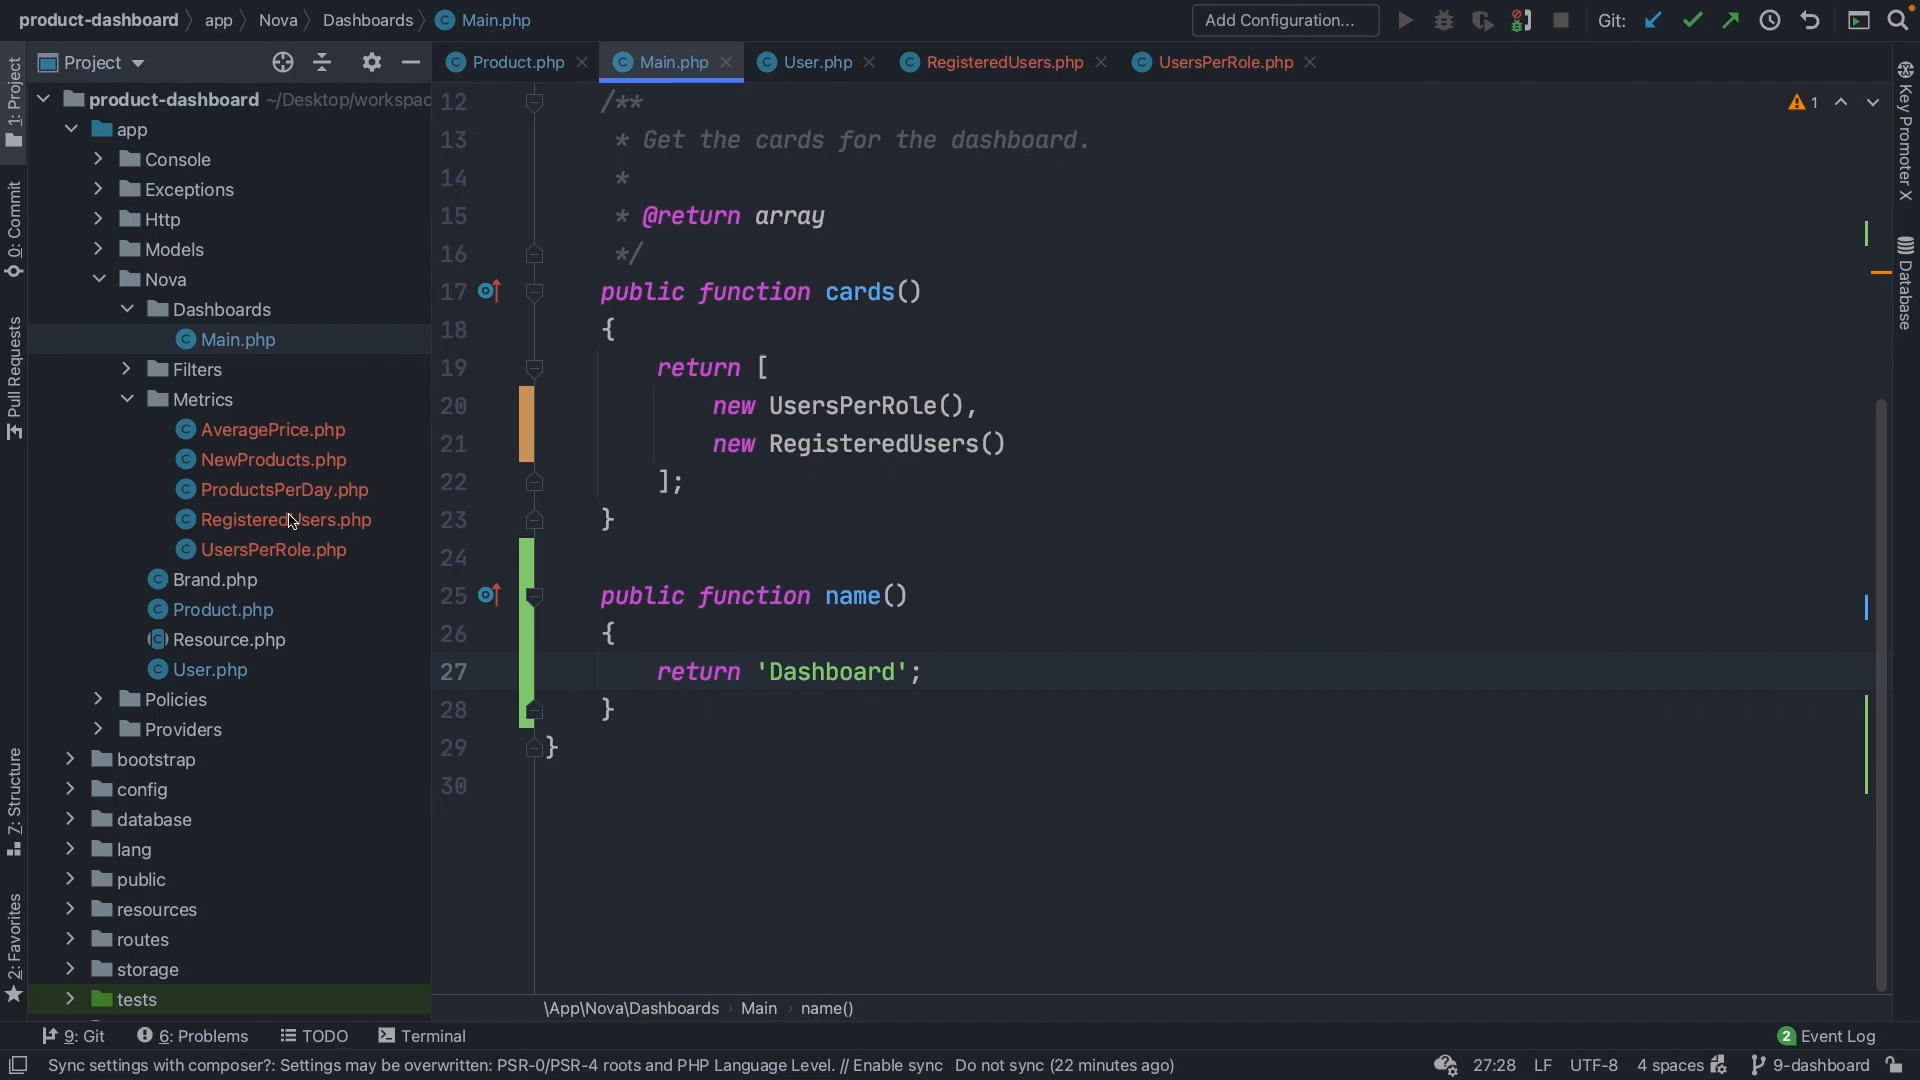 product-dashboard app Nova Dashboards Main.php Add Configuration... Git:
Project
Product.php Main.php User.php RegisteredUsers.php UsersPerRole.php
1: Project
0: Commit
Pull Requests
7: Structure
2: Favorites
product-dashboard ~/Desktop/workspac
app
Console
Exceptions
Http
Models
Nova
Dashboards
Main.php
Filters
Metrics
AveragePrice.php
NewProducts.php
ProductsPerDay.php
RegisteredUsers.php
UsersPerRole.php
Brand.php
Product.php
Resource.php
User.php
Policies
Providers
bootstrap
config
database
lang
public
resources
routes
storage
tests
12 /**
13 * Get the cards for the dashboard.
14 *
15 * @return array
16 */
17 public function cards()
18 {
19 return [
20 new UsersPerRole(),
21 new RegisteredUsers()
22 ];
23 }
24
25 public function name()
26 {
27 return 'Dashboard';
28 }
29 }
30
1
Key Promoter X
Database
\App\Nova\Dashboards Main name()
9: Git 6: Problems TODO Terminal 2 Event Log
Sync settings with composer?: Settings may be overwritten: PSR-0/PSR-4 roots and PHP Language Level. // Enable sync Do not sync (22 minutes ago) 27:28 LF UTF-8 4 spaces 9-dashboard